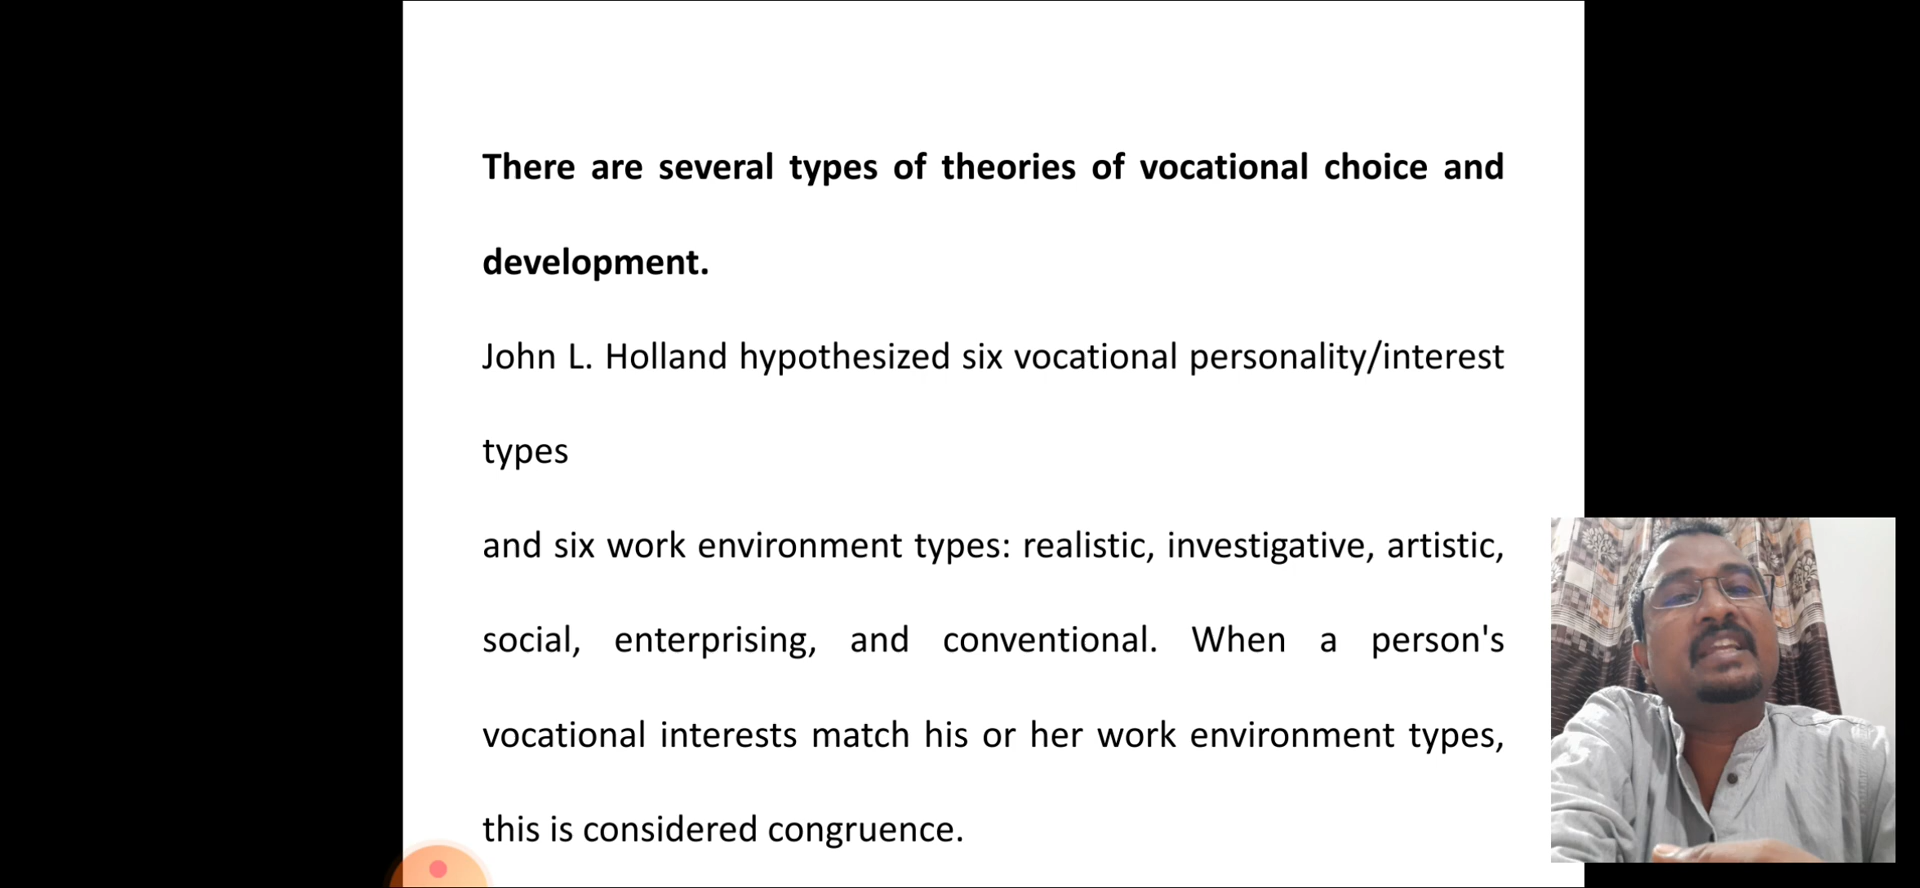 There are several types of theories of vocational choice and
development.
John L. Holland hypothesized six vocational personality/interest
types
and six work environment types: realistic, investigative, artistic,
social, enterprising, and conventional. When a person's
vocational interests match his or her work environment types,
this is considered congruence.